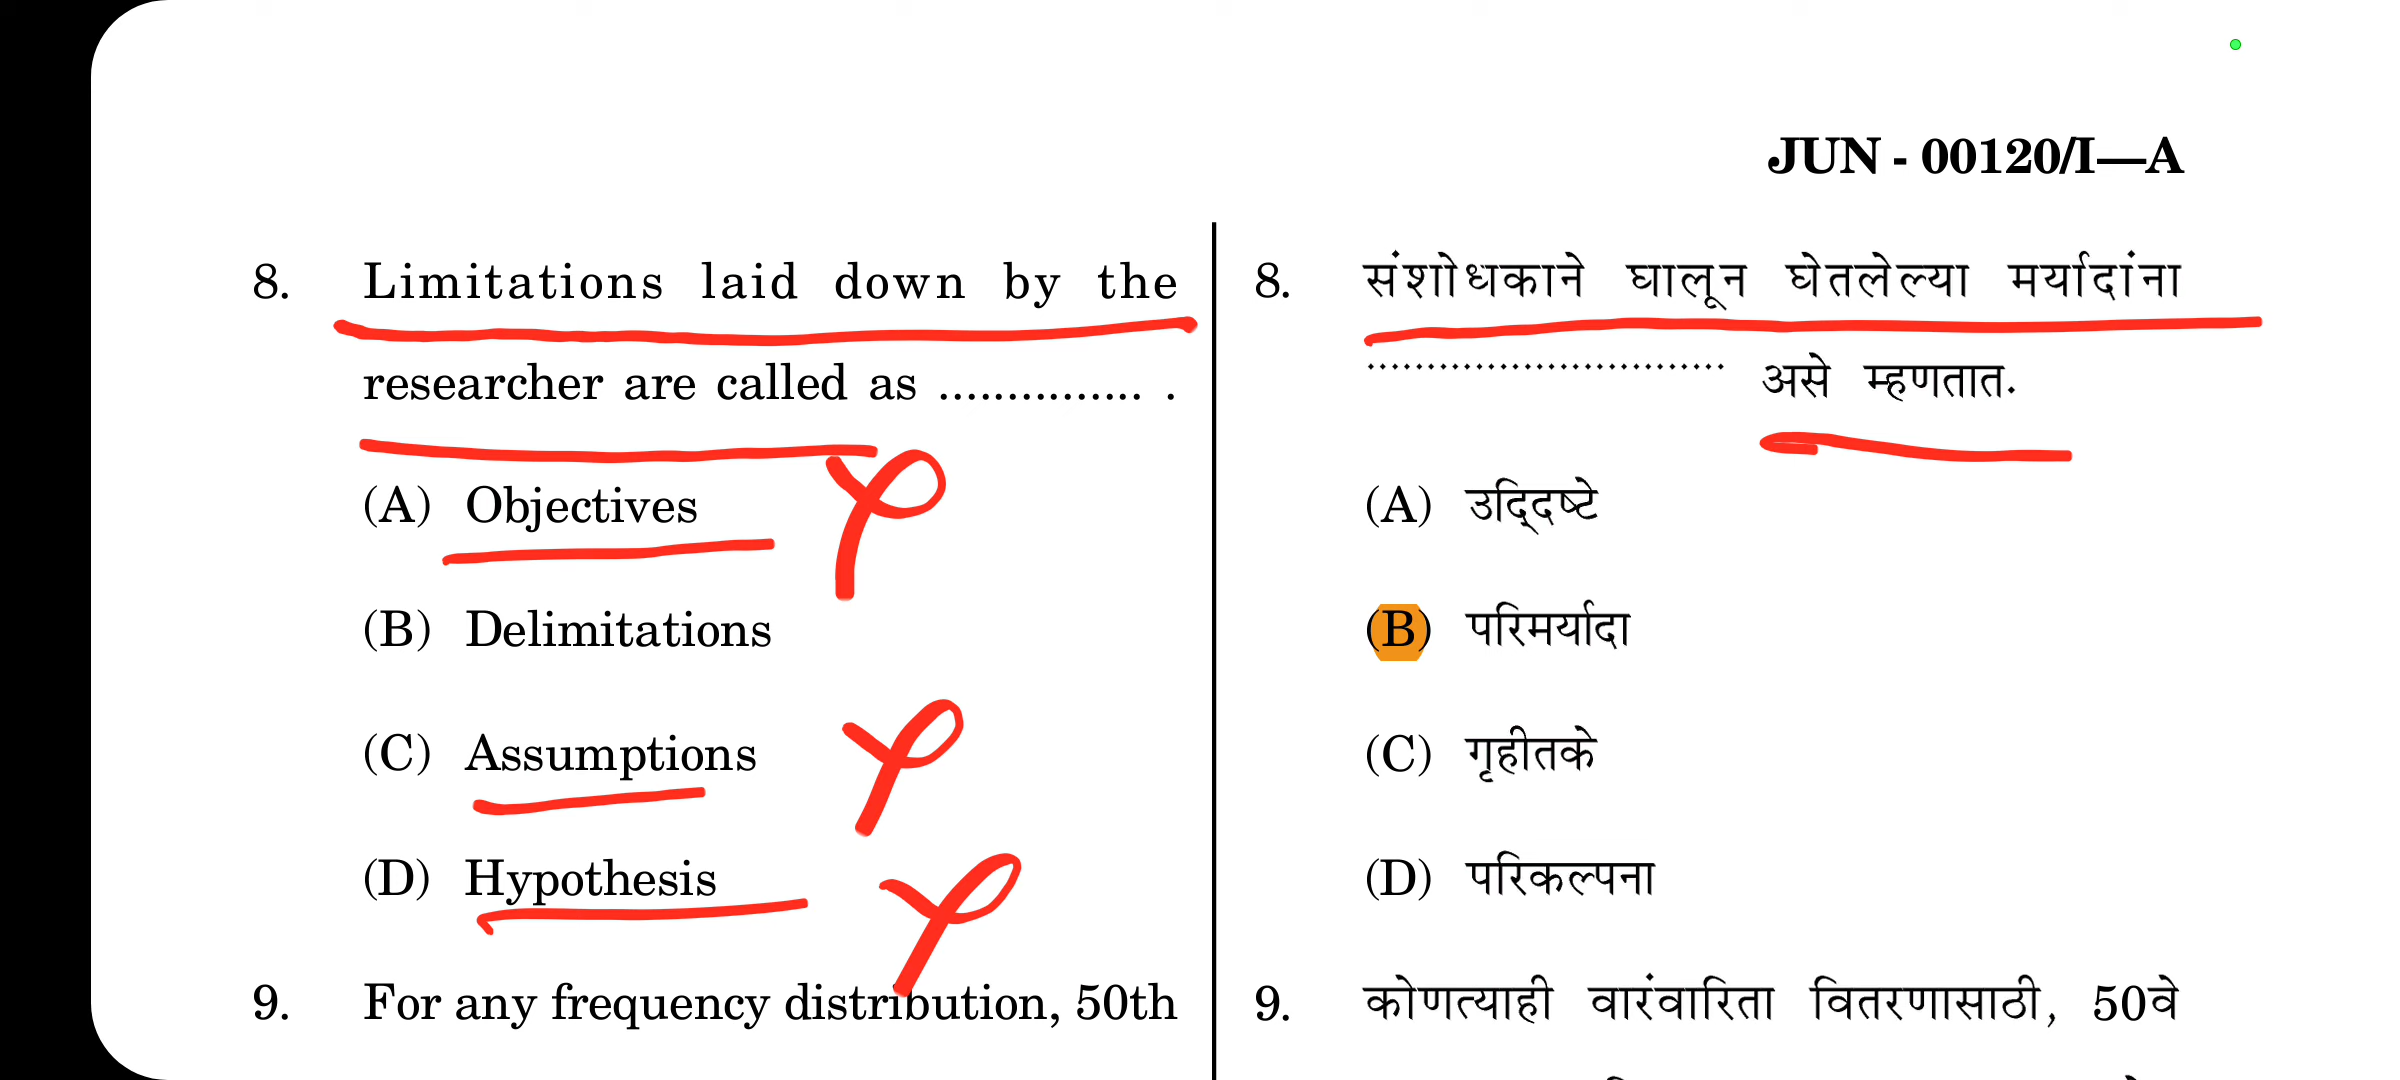 JUN - 00120/I—A
8. Limitations laid down by the
researcher are called as ............... .
(A) Objectives
(B) Delimitations
(C) Assumptions
(D) Hypothesis
9. For any frequency distribution, 50th
8. संशोधकाने घालून घेतलेल्या मर्यादांना
............................. असे म्हणतात.
(A) उद्दिष्टे
(B) परिमर्यादा
(C) गृहीतके
(D) परिकल्पना
9. कोणत्याही वारंवारिता वितरणासाठी, 50वे